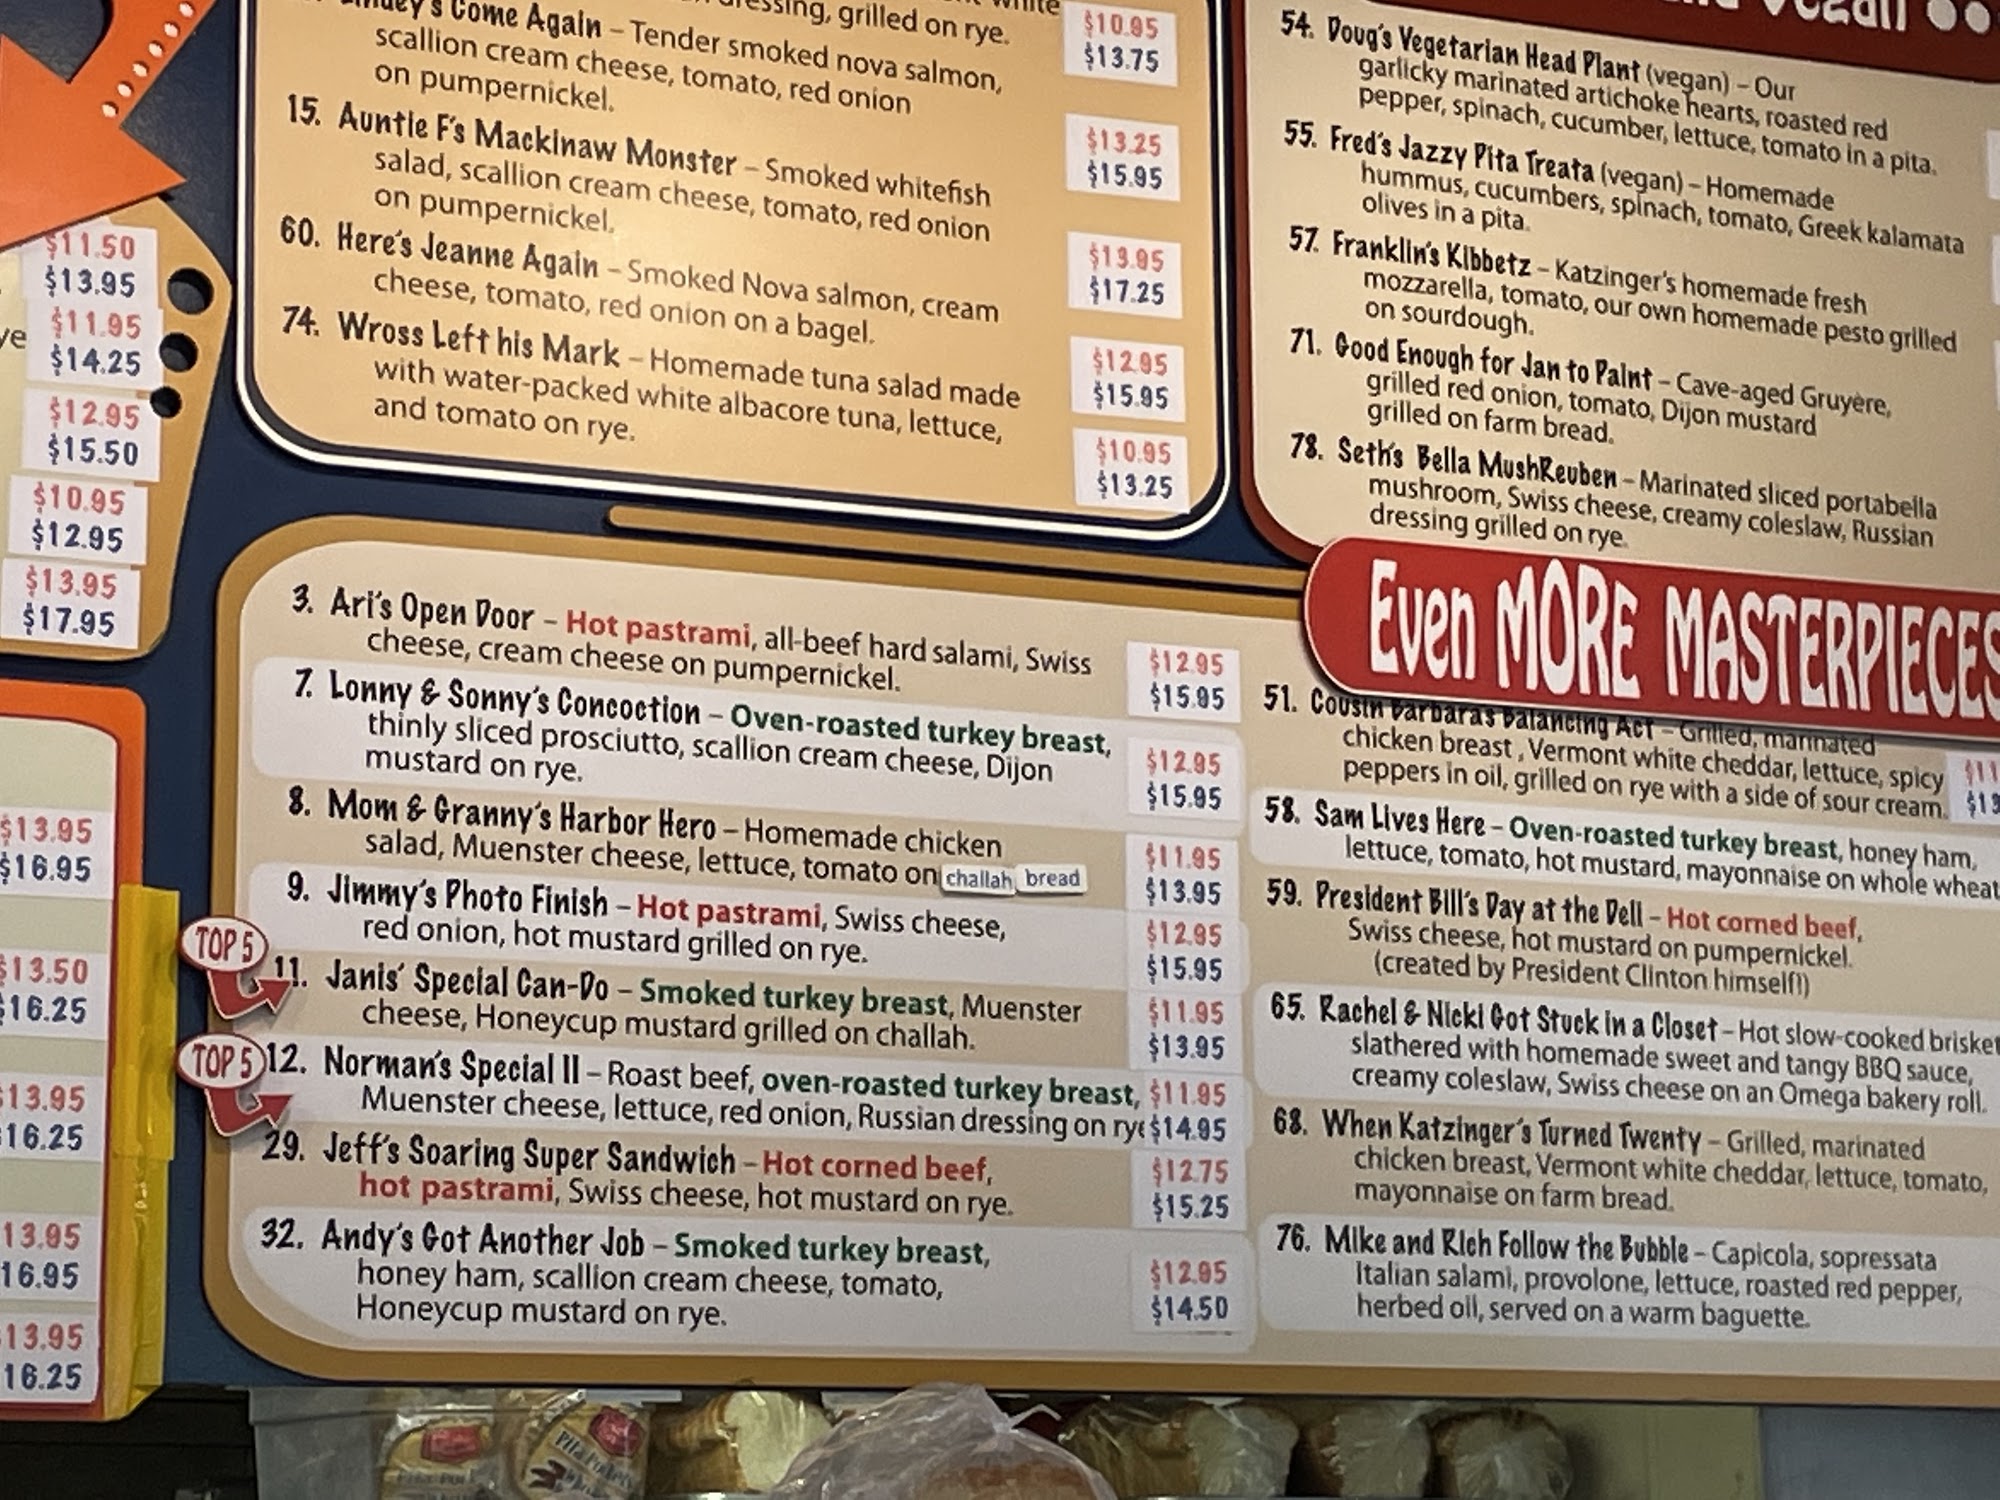 $11.50
$13.95
$11.95
$14.25
$12.95
$15.50
$10.95
$12.95
$13.95
$17.95
$13.95
$16.95
$13.50
$16.25
$13.95
$16.25
13.95
16.95
13.95
16.25
grilled on rye.
$10.95
$13.75
Come Again – Tender smoked nova salmon,
scallion cream cheese, tomato, red onion
on pumpernickel.
$13.25
$15.95
15. Auntie F's Mackinaw Monster – Smoked whitefish
salad, scallion cream cheese, tomato, red onion
on pumpernickel.
$13.95
$17.25
60. Here's Jeanne Again – Smoked Nova salmon, cream
cheese, tomato, red onion on a bagel.
$12.95
$15.95
74. Wross Left his Mark – Homemade tuna salad made
with water-packed white albacore tuna, lettuce,
and tomato on rye.
$10.95
$13.25
54. Doug's Vegetarian Head Plant (vegan) – Our
garlicky marinated artichoke hearts, roasted red
pepper, spinach, cucumber, lettuce, tomato in a pita.
55. Fred's Jazzy Pita Treata (vegan) – Homemade
hummus, cucumbers, spinach, tomato, Greek kalamata
olives in a pita.
57. Franklin's Kibbetz – Katzinger's homemade fresh
mozzarella, tomato, our own homemade pesto grilled
on sourdough.
71. Good Enough for Jan to Paint – Cave-aged Gruyère,
grilled red onion, tomato, Dijon mustard
grilled on farm bread.
78. Seth's Bella MushReuben – Marinated sliced portabella
mushroom, Swiss cheese, creamy coleslaw, Russian
dressing grilled on rye.
Even MORE MASTERPIECES
3. Ari's Open Door – Hot pastrami, all-beef hard salami, Swiss
cheese, cream cheese on pumpernickel.
$12.95
$15.95
7. Lonny & Sonny's Concoction – Oven-roasted turkey breast,
thinly sliced prosciutto, scallion cream cheese, Dijon
mustard on rye.
$12.95
$15.95
8. Mom & Granny's Harbor Hero – Homemade chicken
salad, Muenster cheese, lettuce, tomato on challah bread
$11.95
$13.95
9. Jimmy's Photo Finish – Hot pastrami, Swiss cheese,
red onion, hot mustard grilled on rye.
$12.95
$15.95
TOP 5
11. Janis' Special Can-Do – Smoked turkey breast, Muenster
cheese, Honeycup mustard grilled on challah.
$11.95
$13.95
TOP 5
12. Norman's Special II – Roast beef, oven-roasted turkey breast,
Muenster cheese, lettuce, red onion, Russian dressing on rye
$11.95
$14.95
29. Jeff's Soaring Super Sandwich – Hot corned beef,
hot pastrami, Swiss cheese, hot mustard on rye.
$12.75
$15.25
32. Andy's Got Another Job – Smoked turkey breast,
honey ham, scallion cream cheese, tomato,
Honeycup mustard on rye.
$12.95
$14.50
51. Cousin Barbara's Balancing Act – Grilled, marinated
chicken breast, Vermont white cheddar, lettuce, spicy
peppers in oil, grilled on rye with a side of sour cream.
58. Sam Lives Here – Oven-roasted turkey breast, honey ham,
lettuce, tomato, hot mustard, mayonnaise on whole wheat
59. President Bill's Day at the Dell – Hot corned beef,
Swiss cheese, hot mustard on pumpernickel.
(created by President Clinton himself!)
65. Rachel & Nicki Got Stuck in a Closet – Hot slow-cooked brisket
slathered with homemade sweet and tangy BBQ sauce,
creamy coleslaw, Swiss cheese on an Omega bakery roll.
68. When Katzinger's Turned Twenty – Grilled, marinated
chicken breast, Vermont white cheddar, lettuce, tomato,
mayonnaise on farm bread.
76. Mike and Rich Follow the Bubble – Capicola, sopressata
Italian salami, provolone, lettuce, roasted red pepper,
herbed oil, served on a warm baguette.